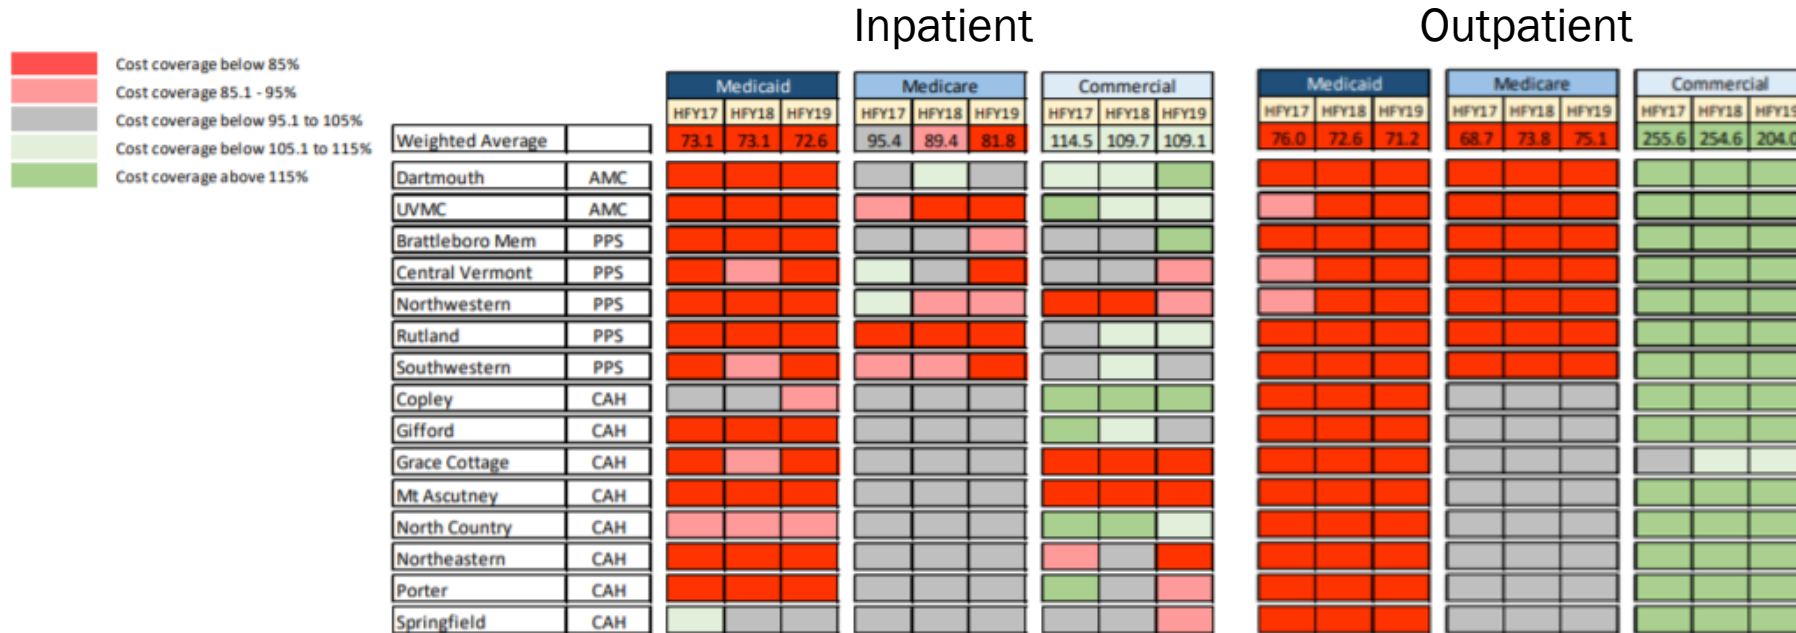 Inpatient
Outpatient
Cost coverage below 85%
Cost coverage 85.1 - 95%
Cost coverage below 95.1 to 105%
Cost coverage below 105.1 to 115%
Cost coverage above 115%
Medicaid Medicare Commercial Medicaid Medicare Commercial
HFY17 HFY18 HFY19 HFY17 HFY18 HFY19 HFY17 HFY18 HFY19 HFY17 HFY18 HFY19 HFY17 HFY18 HFY19 HFY17 HFY18 HFY19
Weighted Average 73.1 73.1 72.6 95.4 89.4 81.8 114.5 109.7 109.1 76.0 72.6 71.2 68.7 73.8 75.1 255.6 254.6 204.0
Dartmouth AMC
UVMC AMC
Brattleboro Mem PPS
Central Vermont PPS
Northwestern PPS
Rutland PPS
Southwestern PPS
Copley CAH
Gifford CAH
Grace Cottage CAH
Mt Ascutney CAH
North Country CAH
Northeastern CAH
Porter CAH
Springfield CAH